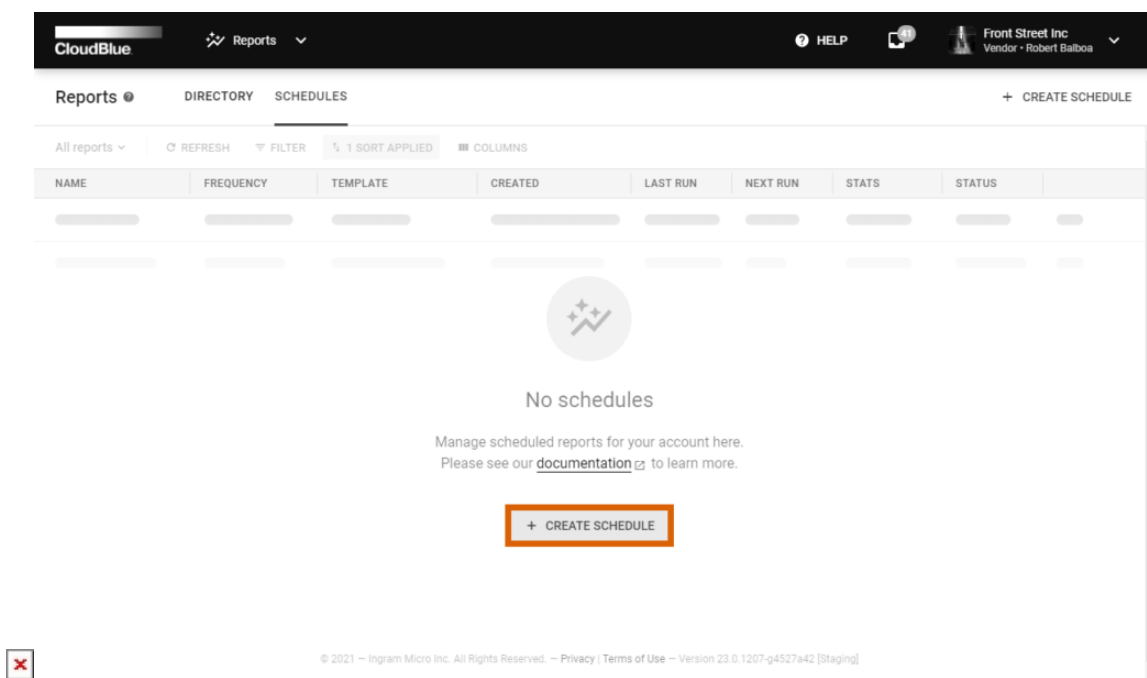 CloudBlue
Reports
HELP
41
Front Street Inc
Vendor • Robert Balboa
Reports
DIRECTORY
SCHEDULES
+ CREATE SCHEDULE
All reports
REFRESH
FILTER
1 SORT APPLIED
COLUMNS
NAME
FREQUENCY
TEMPLATE
CREATED
LAST RUN
NEXT RUN
STATS
STATUS
No schedules
Manage scheduled reports for your account here.
Please see our documentation to learn more.
+ CREATE SCHEDULE
© 2021 — Ingram Micro Inc. All Rights Reserved. — Privacy | Terms of Use — Version 23.0.1207-g4527a42 [Staging]